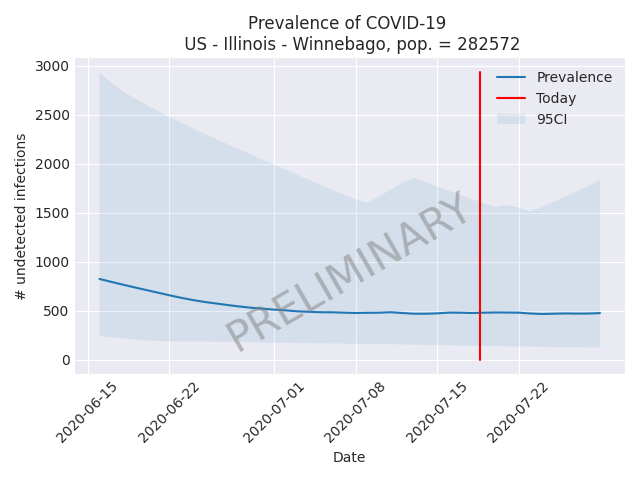 Prevalence of COVID-19
US - Illinois - Winnebago, pop. = 282572
3000
2500
2000
1500
1000
500
0
# undetected infections
Prevalence
Today
95CI
PRELIMINARY
2020-06-15
2020-06-22
2020-07-01
2020-07-08
2020-07-15
2020-07-22
Date